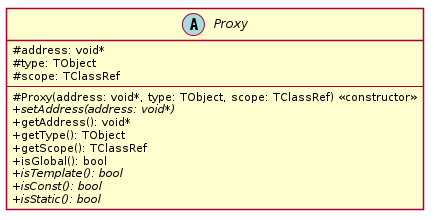 A Proxy
#address: void*
#type: TObject
#scope: TClassRef
#Proxy(address: void*, type: TObject, scope: TClassRef) «constructor»
+setAddress(address: void*)
+getAddress(): void*
+getType(): TObject
+getScope(): TClassRef
+isGlobal(): bool
+isTemplate(): bool
+isConst(): bool
+isStatic(): bool